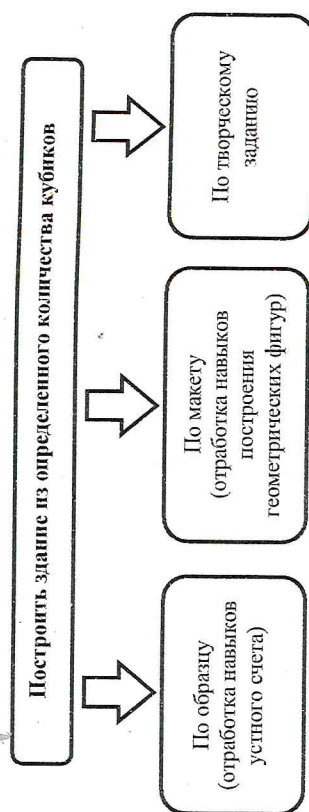 Построить здание из определенного количества кубиков
По образцу
(отработка навыков
устного счета)
По макету
(отработка навыков
построения
геометрических фигур)
По творческому
заданию